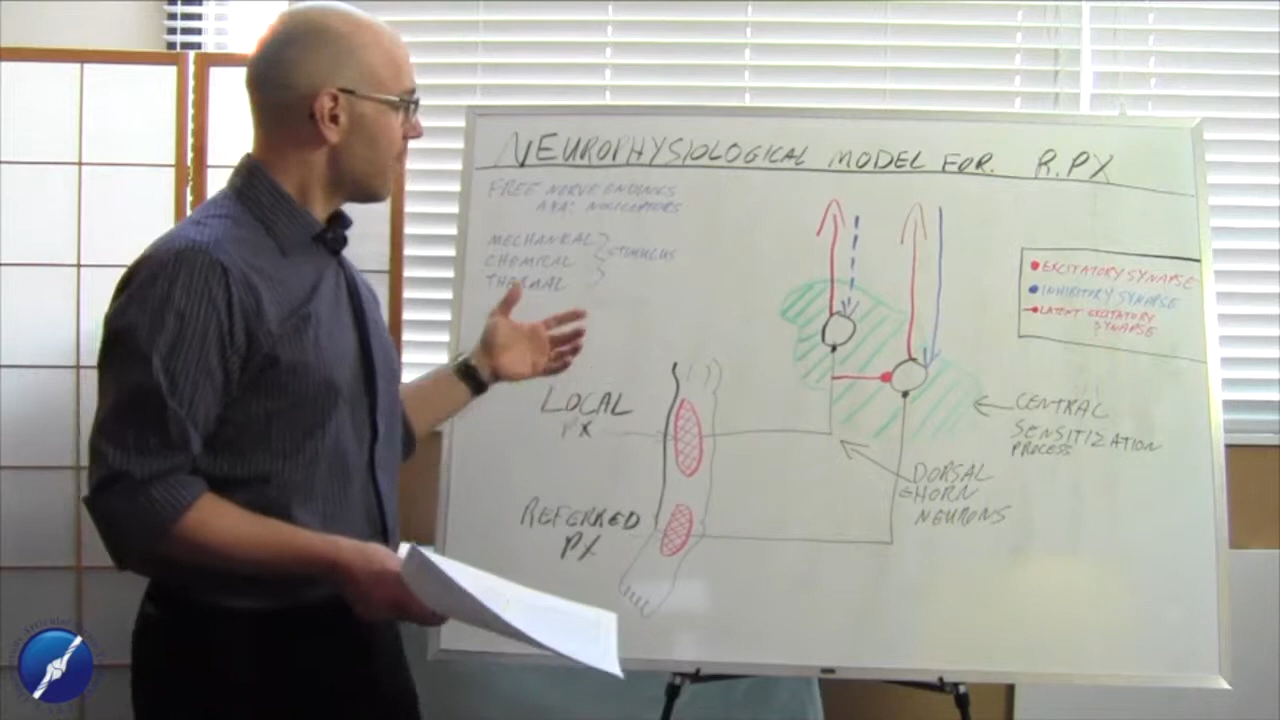 NEUROPHYSIOLOGICAL MODEL FOR. R.PX
FREE NERVE ENDINGS
AKA: NOCICEPTORS
MECHANICAL
CHEMICAL
THERMAL
STIMULUS
EXCITATORY SYNAPSE
INHIBITORY SYNAPSE
LATENT EXCITATORY
SYNAPSE
LOCAL
PX
CENTRAL
SENSITIZATION
PROCESS
DORSAL
HORN
NEURONS
REFERRED
PX